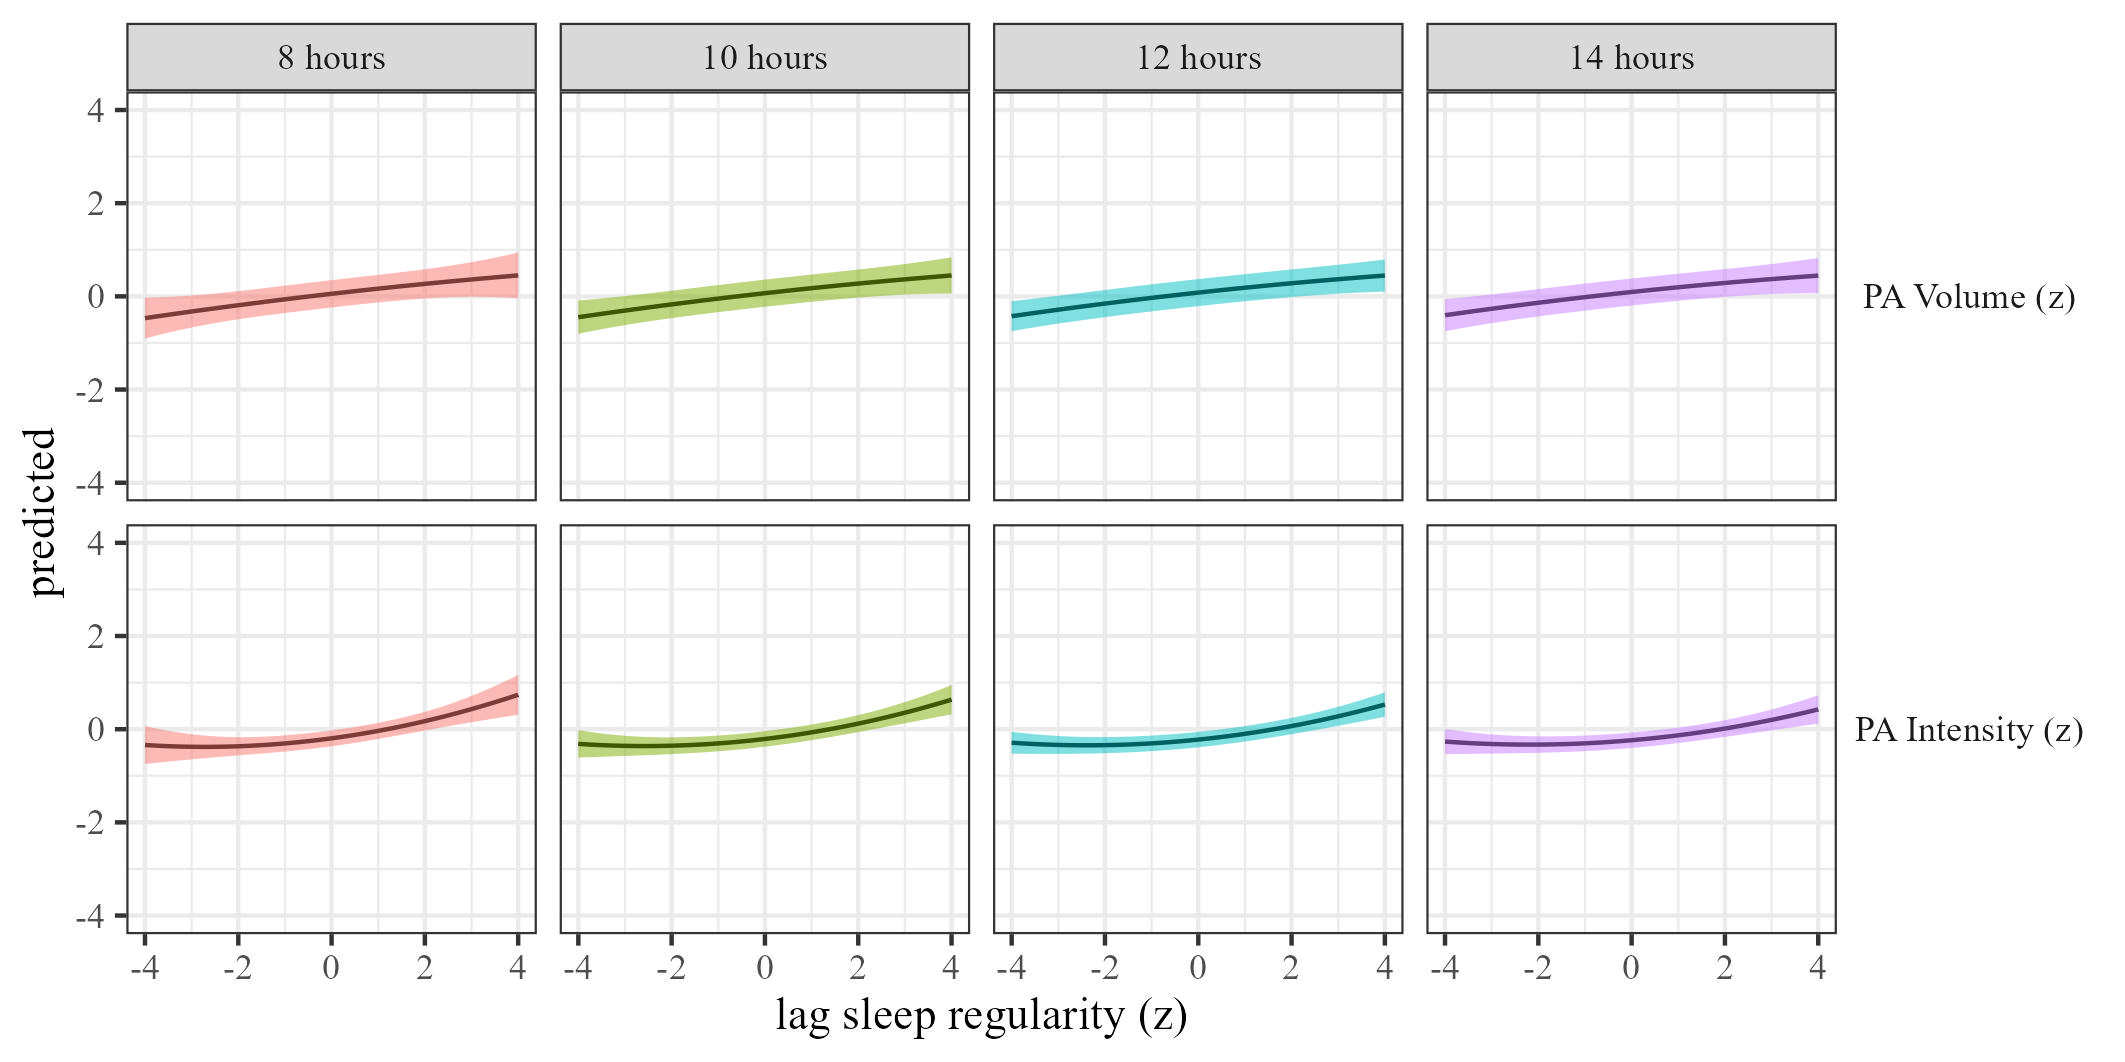 8 hours
10 hours
12 hours
14 hours
4
2
0
-2
-4
PA Volume (z)
predicted
4
2
0
-2
-4
PA Intensity (z)
-4 -2 0 2 4
-4 -2 0 2 4
-4 -2 0 2 4
-4 -2 0 2 4
lag sleep regularity (z)